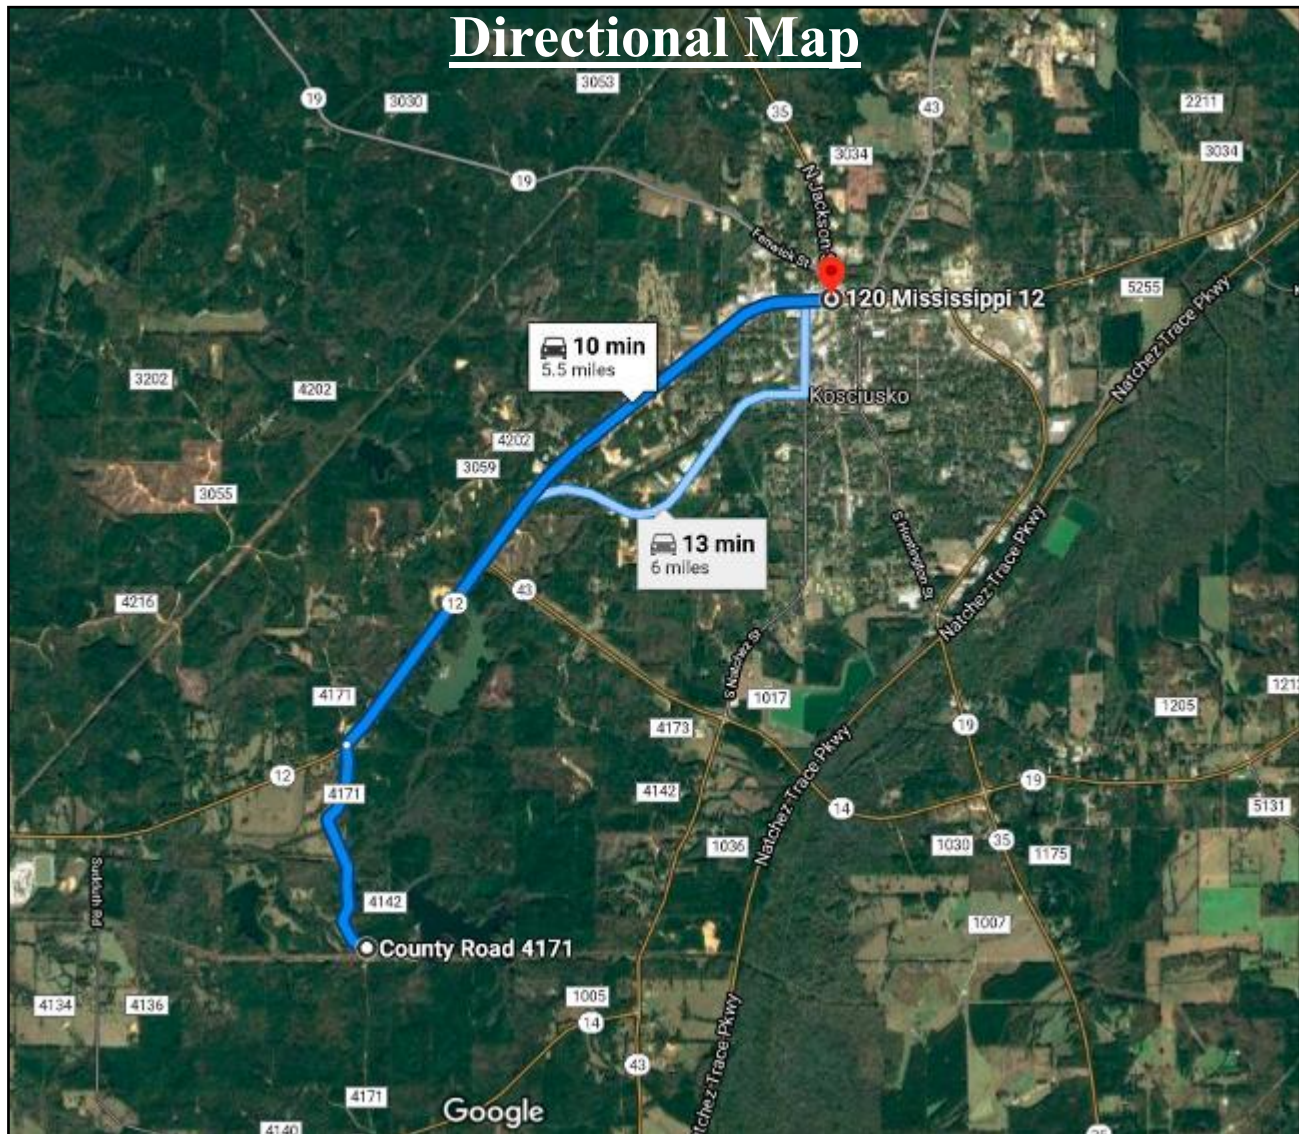 Directional Map
19
3030
3053
35
43
2211
3034
3034
19
N Jackson
Fenwick St
120 Mississippi 12
5255
Natchez Trace Pkwy
10 min
5.5 miles
3202
4202
Kosciusko
4202
3059
3055
13 min
6 miles
S Huntington St
Natchez Trace Pkwy
4216
12
43
S Natchez St
4171
1017
1205
4173
19
12
4171
4142
Natchez Trace Pkwy
14
19
5131
1036
1030
35
1175
Sudduth Rd
4142
1007
County Road 4171
4134
4136
1005
14
43
4171
Google
4140
35